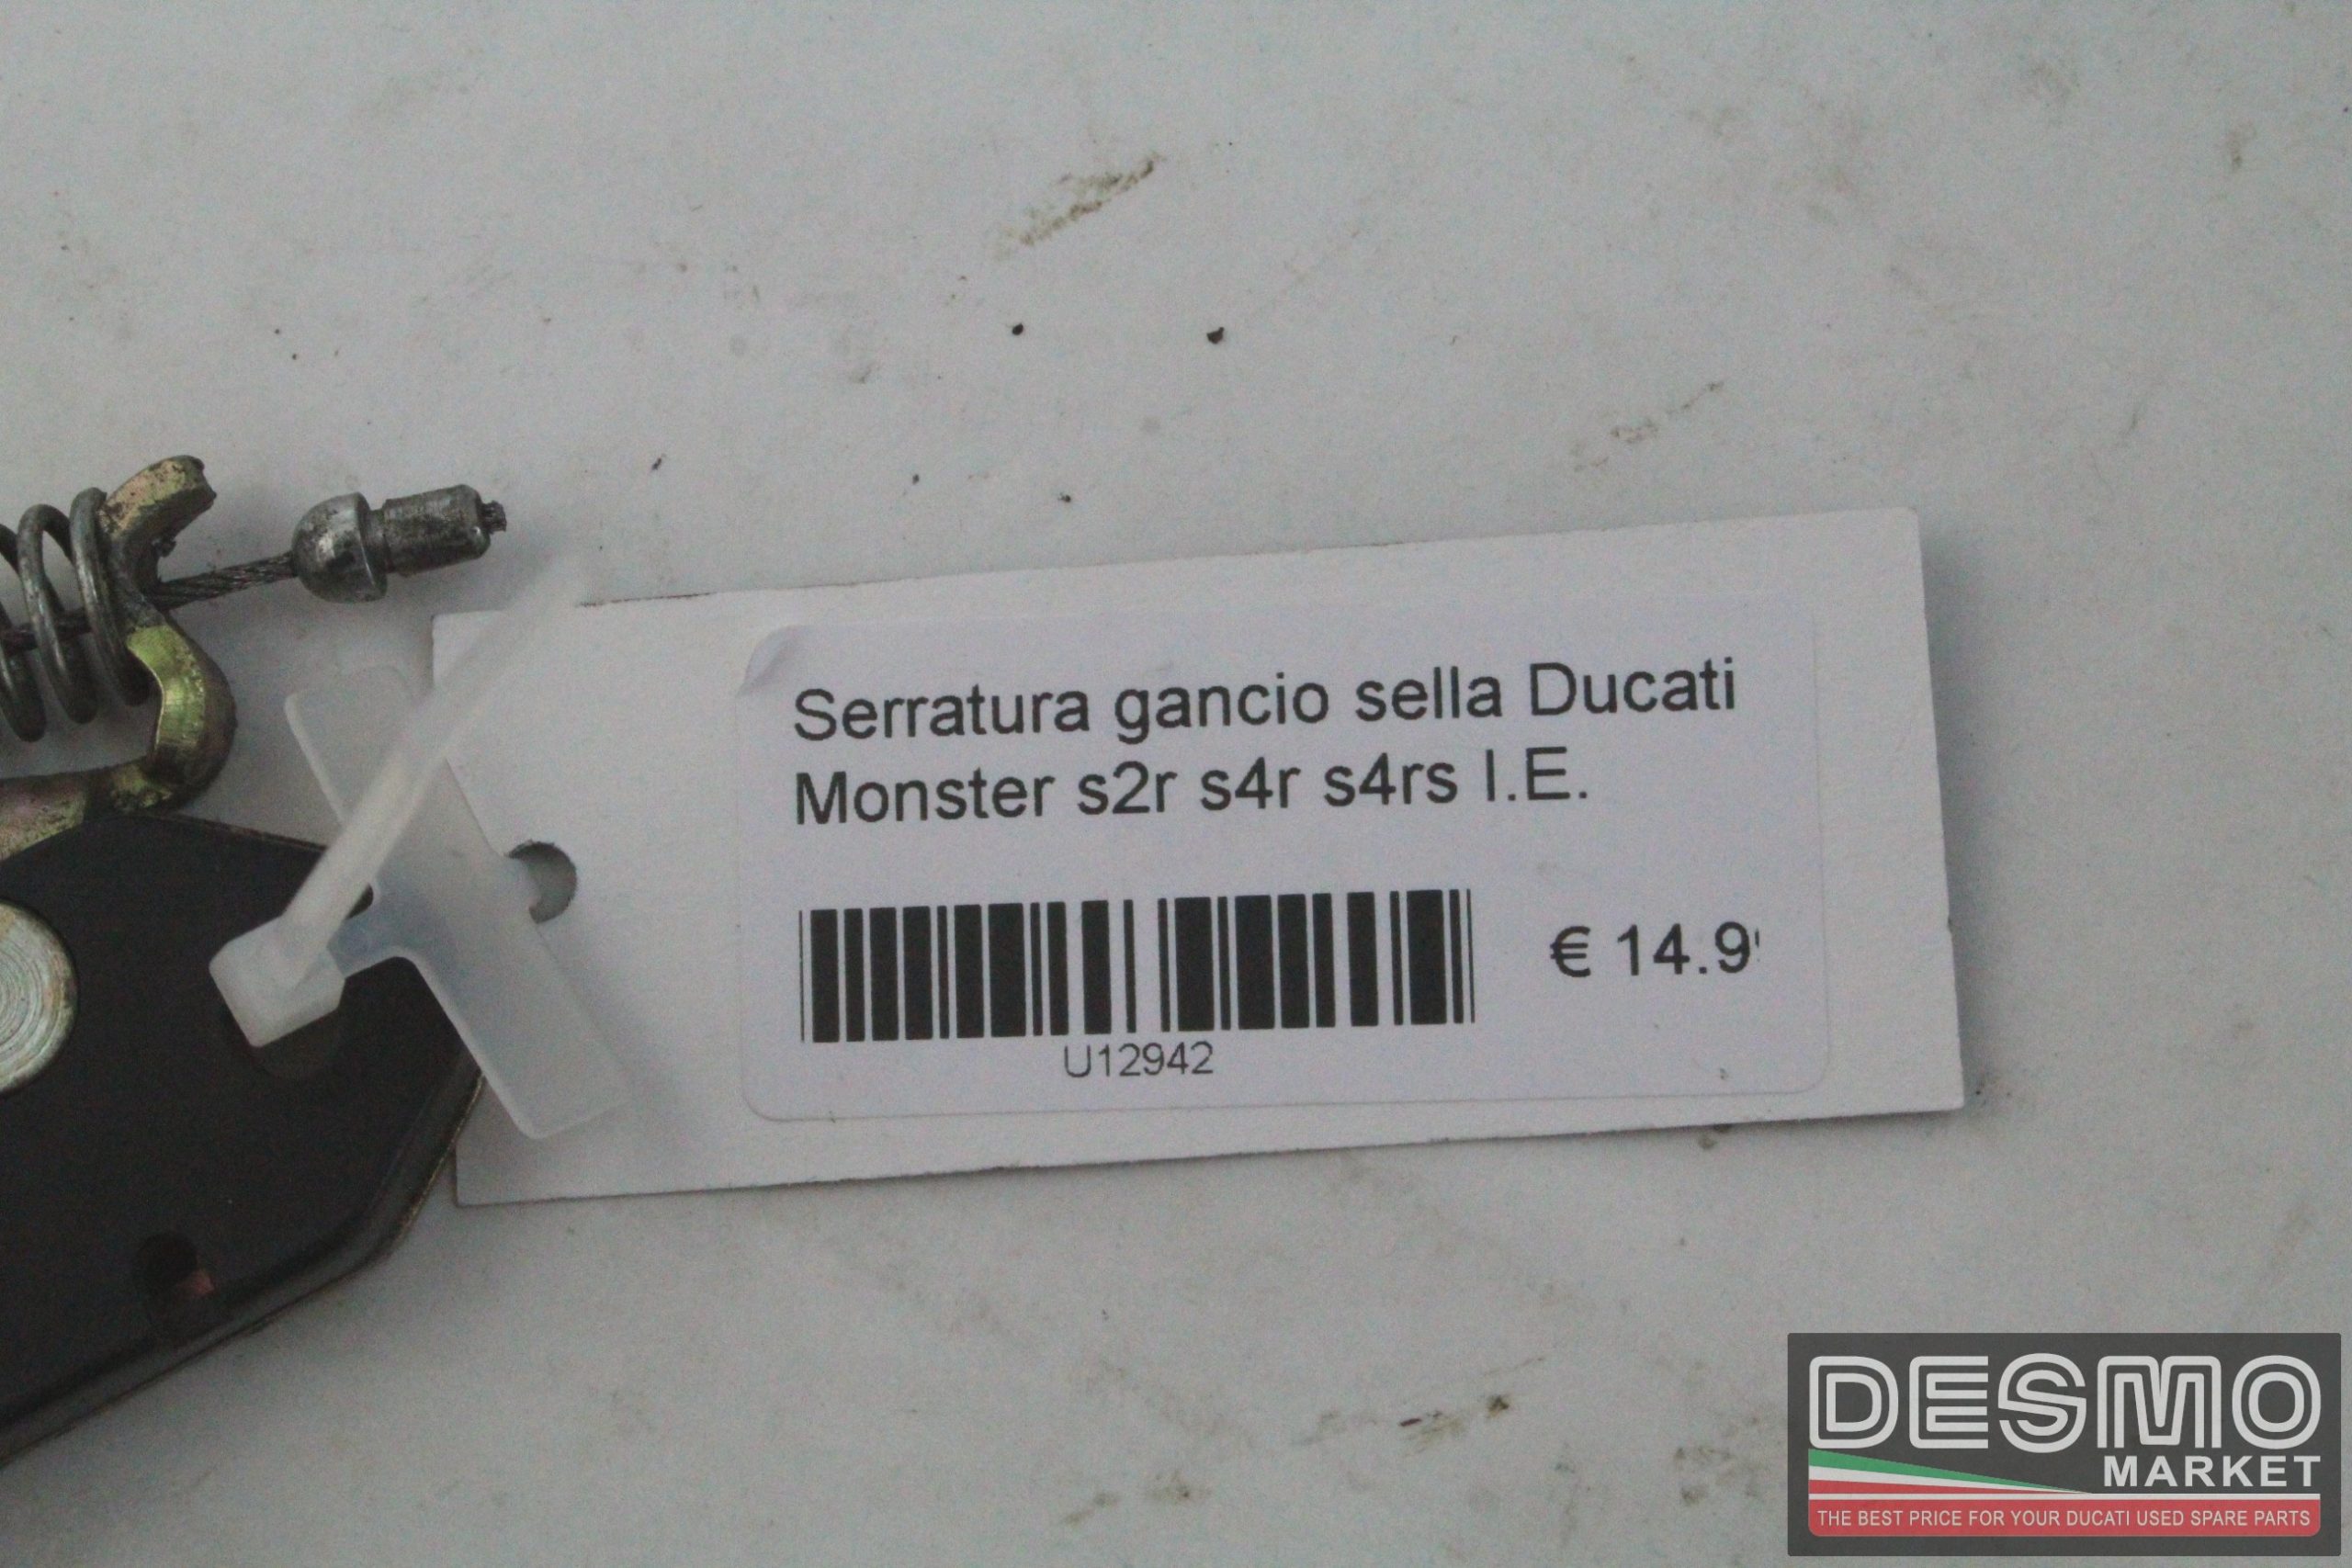 Serratura gancio sella Ducati
Monster s2r s4r s4rs I.E.
€ 14.9
U12942
DESMO
MARKET
THE BEST PRICE FOR YOUR DUCATI USED SPARE PARTS